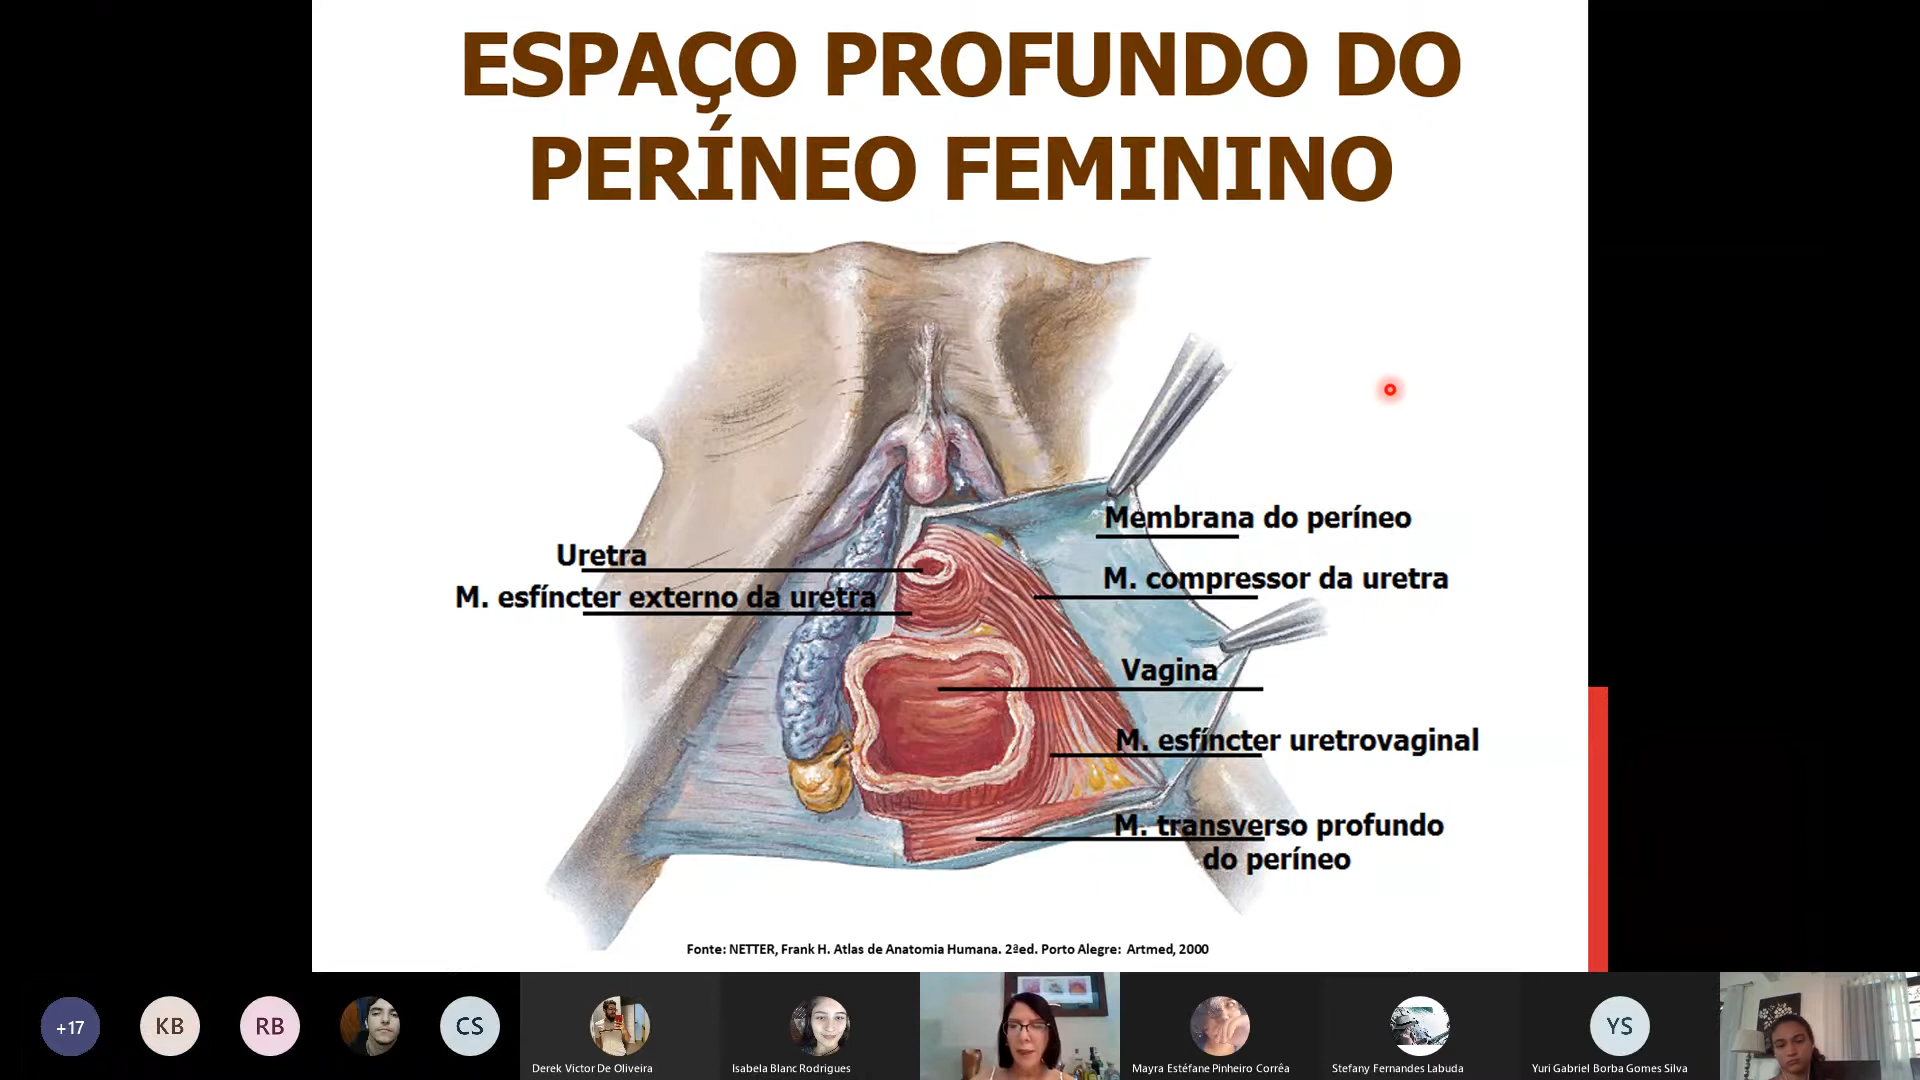 ESPAÇO PROFUNDO DO
PERÍNEO FEMININO
Membrana do períneo
Uretra
M. compressor da uretra
M. esfíncter externo da uretra
Vagina
M. esfíncter uretrovaginal
M. transverso profundo
do períneo
Fonte: NETTER, Frank H. Atlas de Anatomia Humana. 2ªed. Porto Alegre: Artmed, 2000
+17
KB
RB
CS
YS
Derek Victor De Oliveira
Isabela Blanc Rodrigues
Mayra Estéfane Pinheiro Corrêa
Stefany Fernandes Labuda
Yuri Gabriel Borba Gomes Silva